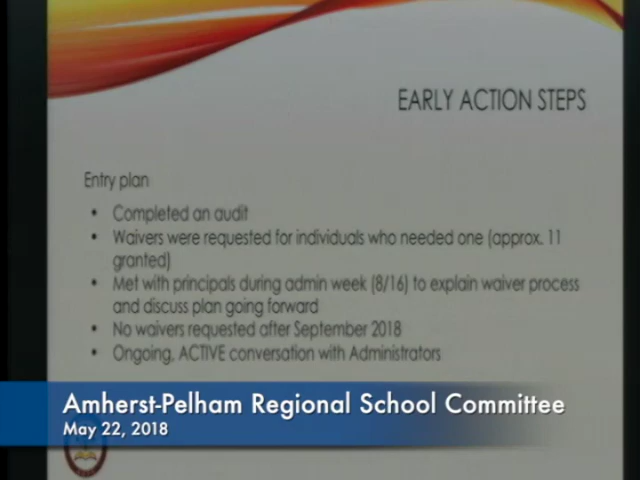 EARLY ACTION STEPS
Entry plan
• Completed an audit
• Waivers were requested for individuals who needed one (approx. 11
granted)
• Met with principals during admin week (8/16) to explain waiver process
and discuss plan going forward
• No waivers requested after September 2018
• Ongoing, ACTIVE conversation with Administrators
Amherst-Pelham Regional School Committee
May 22, 2018